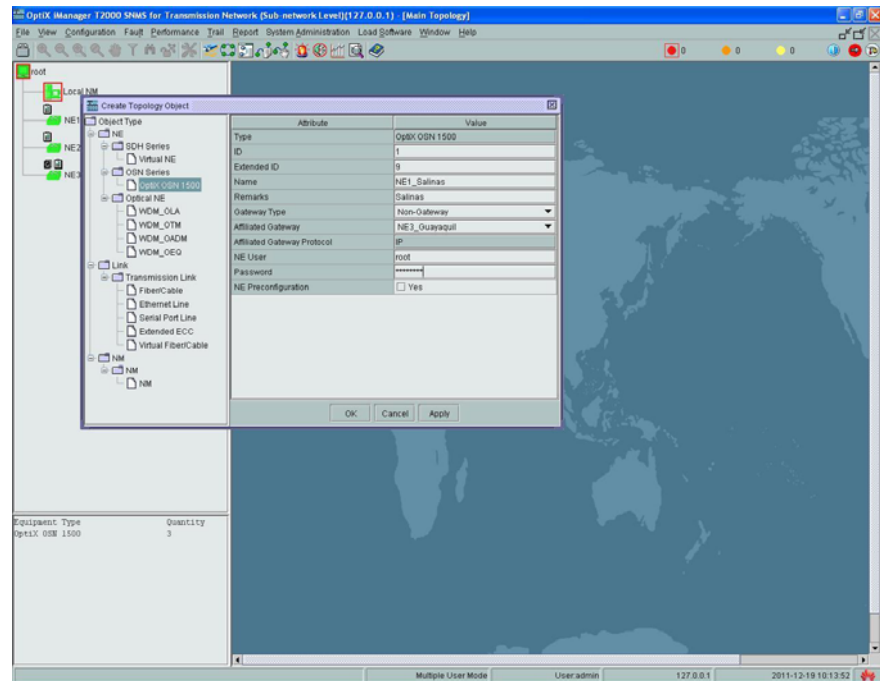 OptiX iManager T2000 SNMS for Transmission Network (Sub-network Level)(127.0.0.1) - [Main Topology]
File View Configuration Fault Performance Trail Report System Administration Load Software Window Help
0 0 0
root
Local NM
NE1
NE2
NE3
Create Topology Object
Object Type
NE
SDH Series
Virtual NE
OSN Series
OptiX OSN 1500
Optical NE
WDM_OLA
WDM_OTM
WDM_OADM
WDM_OEQ
Link
Transmission Link
Fiber/Cable
Ethernet Line
Serial Port Line
Extended ECC
Virtual Fiber/Cable
NM
NM
NM
Attribute Value
Type OptiX OSN 1500
ID 1
Extended ID 9
Name NE1_Salinas
Remarks Salinas
Gateway Type Non-Gateway
Affiliated Gateway NE3_Guayaquil
Affiliated Gateway Protocol IP
NE User root
Password ********
NE Preconfiguration Yes
OK Cancel Apply
Equipment Type Quantity
OptiX OSN 1500 3
Multiple User Mode User:admin 127.0.0.1 2011-12-19 10:13:52